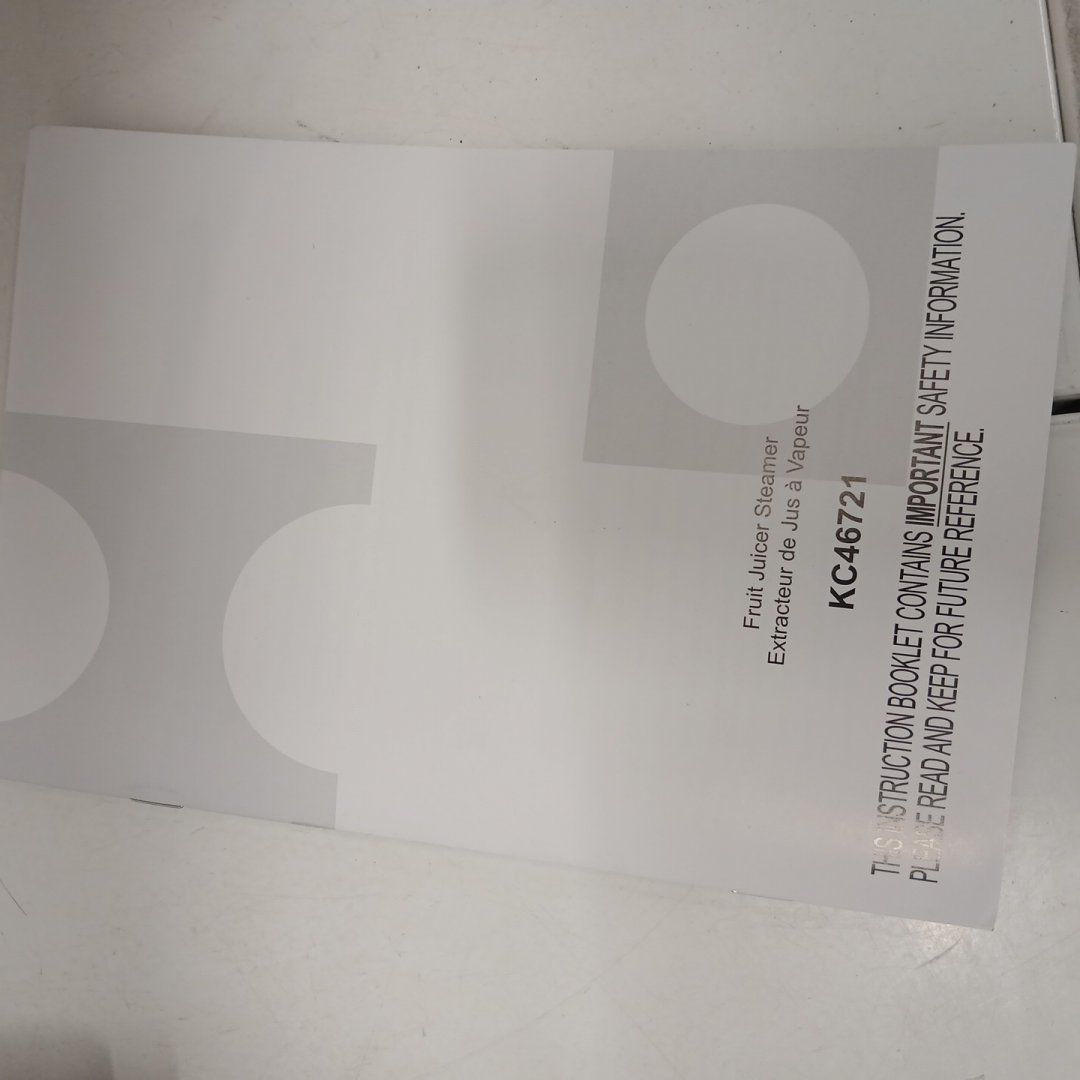 Fruit Juicer Steamer
Extracteur de Jus à Vapeur
KC46721
THIS INSTRUCTION BOOKLET CONTAINS IMPORTANT SAFETY INFORMATION.
PLEASE READ AND KEEP FOR FUTURE REFERENCE.